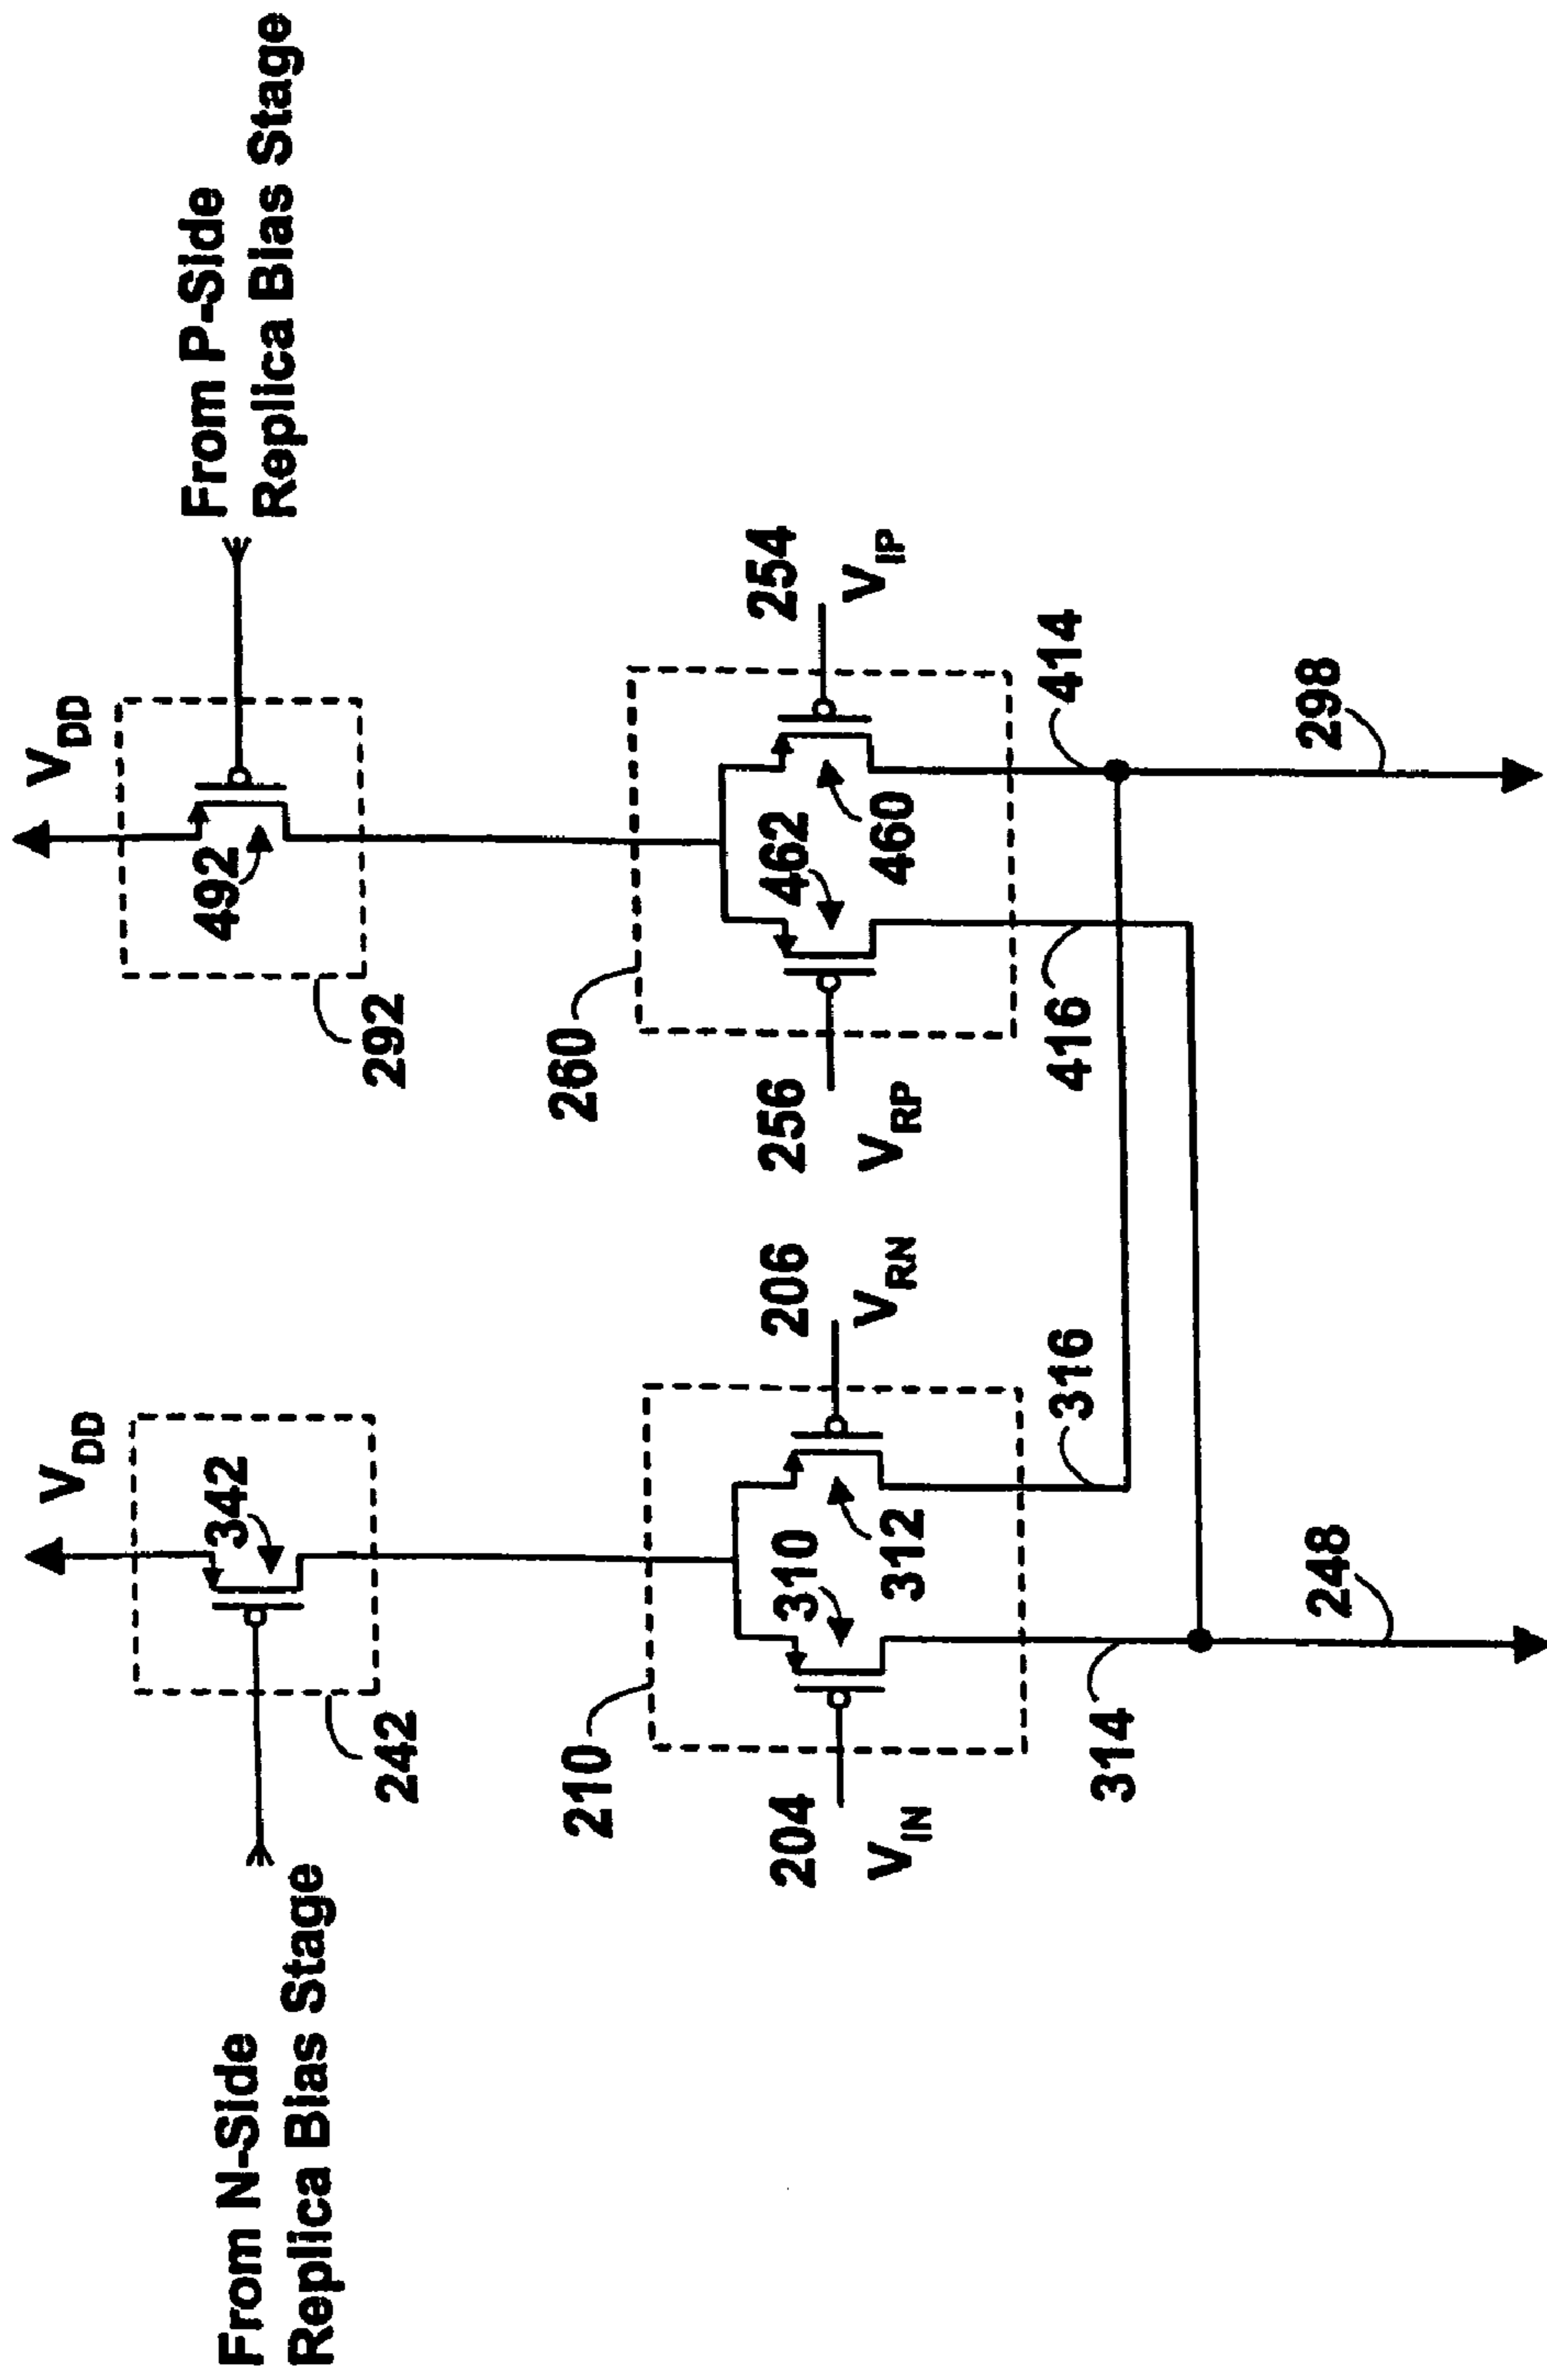 V_DD
V_DD
From N-Side
Replica Bias Stage
342
242
492
292
From P-Side
Replica Bias Stage
210
260
204
V_IN
310
312
206
V_RN
256
V_RP
462
460
254
V_IP
314
316
416
414
248
298